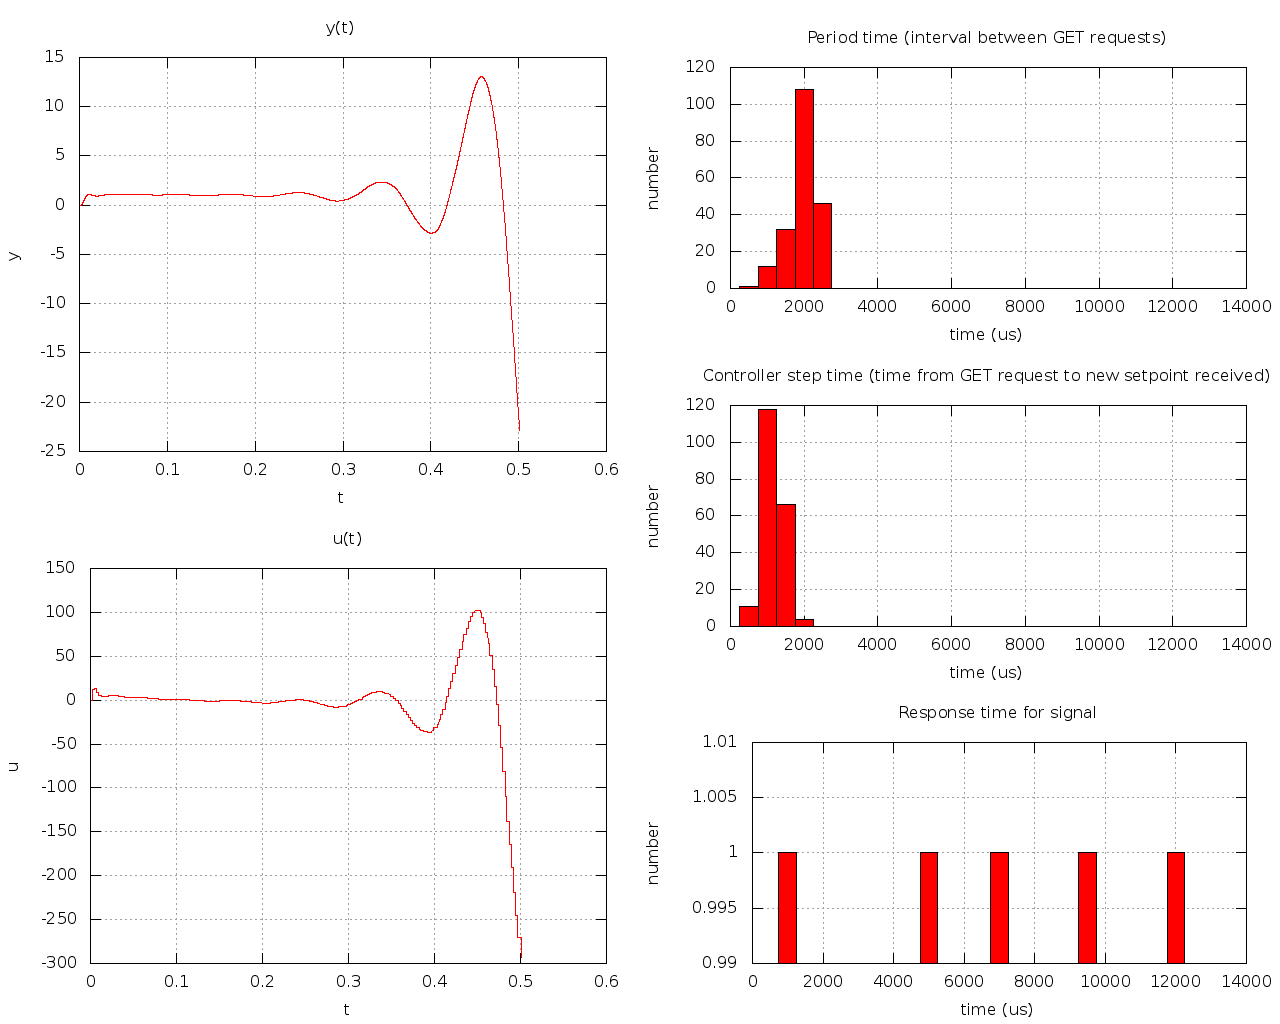 y(t)
15
10
5
0
-5
-10
-15
-20
-25
y
0 0.1 0.2 0.3 0.4 0.5 0.6
t
u(t)
150
100
50
0
-50
-100
-150
-200
-250
-300
u
0 0.1 0.2 0.3 0.4 0.5 0.6
t
Period time (interval between GET requests)
120
100
80
60
40
20
0
number
0 2000 4000 6000 8000 10000 12000 14000
time (us)
Controller step time (time from GET request to new setpoint received)
120
100
80
60
40
20
0
number
0 2000 4000 6000 8000 10000 12000 14000
time (us)
Response time for signal
1.01
1.005
1
0.995
0.99
number
0 2000 4000 6000 8000 10000 12000 14000
time (us)